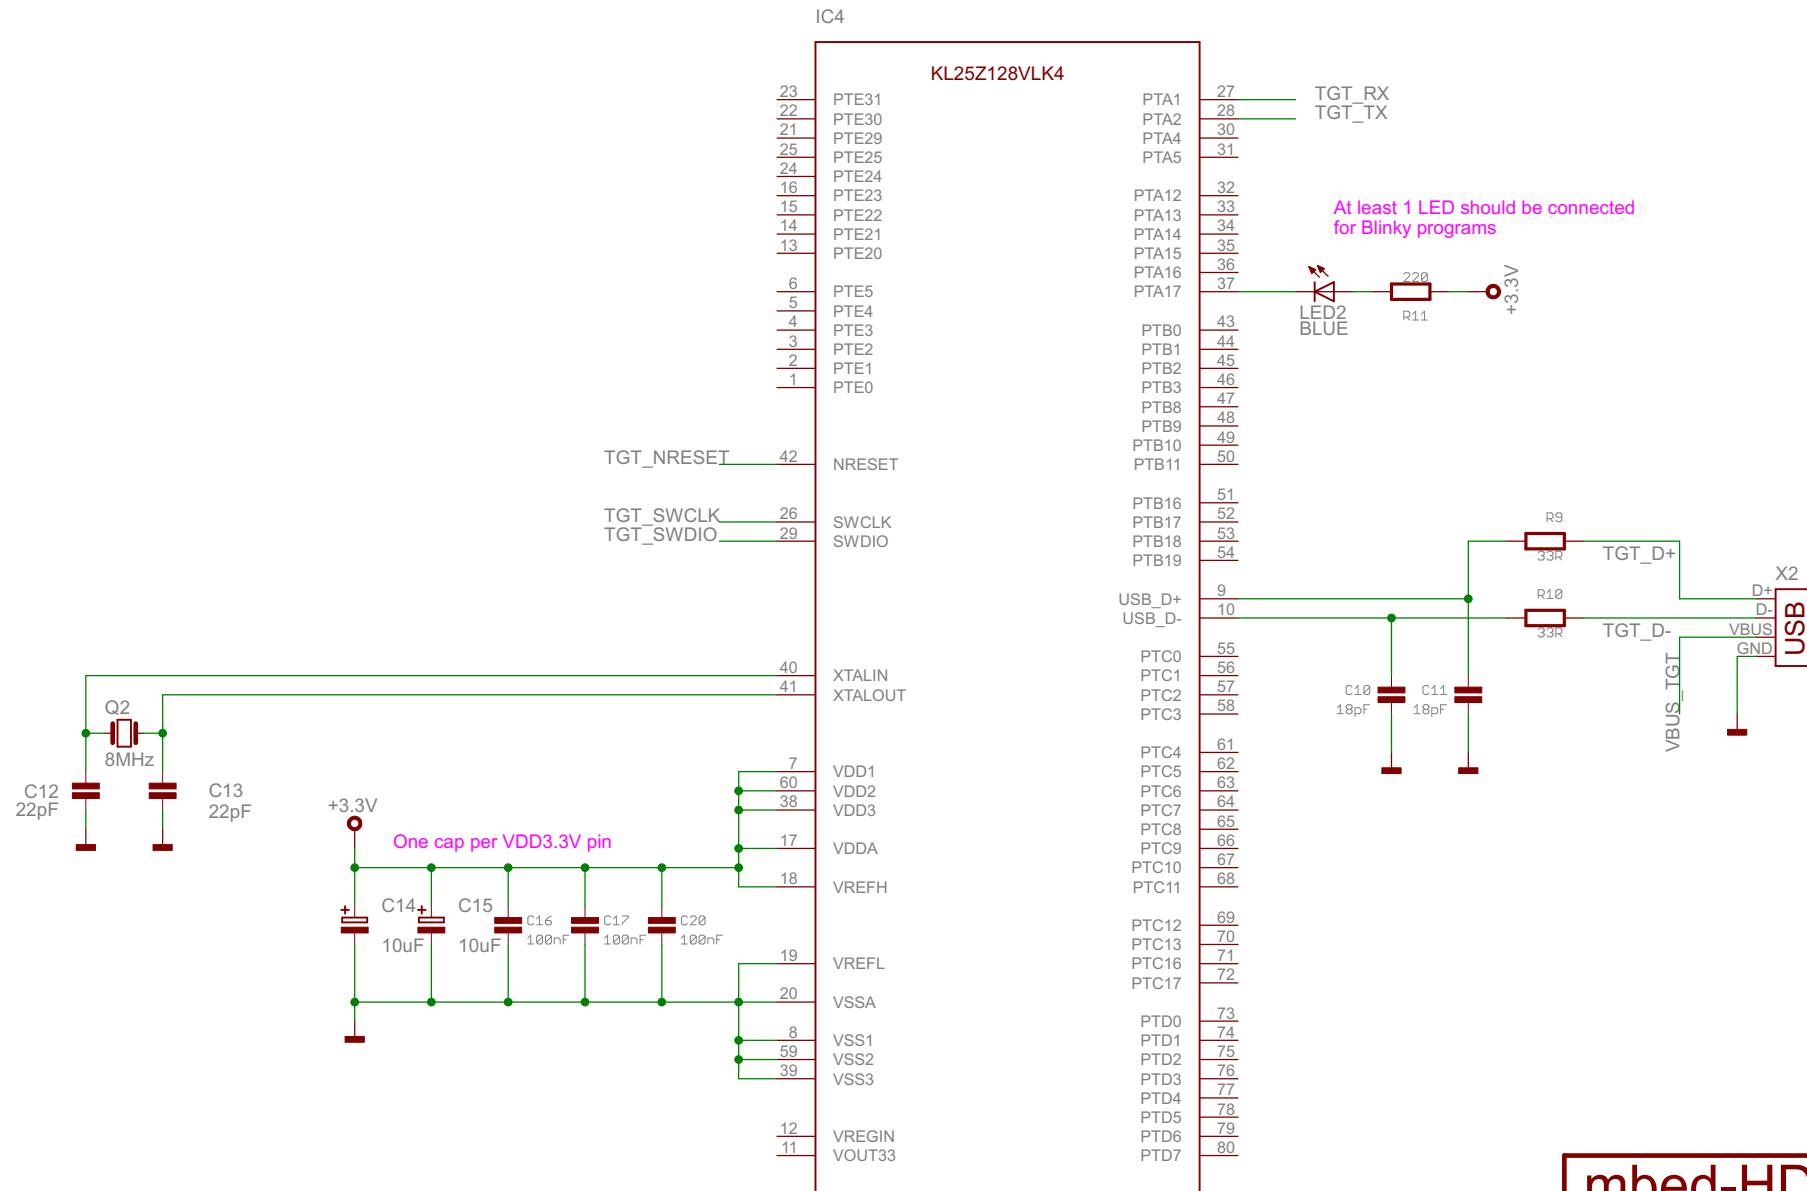 IC4
KL25Z128VLK4
23 PTE31
22 PTE30
21 PTE29
25 PTE25
24 PTE24
16 PTE23
15 PTE22
14 PTE21
13 PTE20
6 PTE5
5 PTE4
4 PTE3
3 PTE2
2 PTE1
1 PTE0
TGT_NRESET 42 NRESET
TGT_SWCLK 26 SWCLK
TGT_SWDIO 29 SWDIO
40 XTALIN
41 XTALOUT
Q2
8MHz
C12
22pF
C13
22pF
7 VDD1
60 VDD2
38 VDD3
17 VDDA
18 VREFH
+3.3V
One cap per VDD3.3V pin
+ C14
10uF
+ C15
10uF
C16
100nF
C17
100nF
C20
100nF
19 VREFL
20 VSSA
8 VSS1
59 VSS2
39 VSS3
12 VREGIN
11 VOUT33
PTA1 27 TGT_RX
PTA2 28 TGT_TX
PTA4 30
PTA5 31
PTA12 32
PTA13 33
PTA14 34
PTA15 35
PTA16 36
PTA17 37
At least 1 LED should be connected
for Blinky programs
LED2
BLUE
220
R11
+3.3V
PTB0 43
PTB1 44
PTB2 45
PTB3 46
PTB8 47
PTB9 48
PTB10 49
PTB11 50
PTB16 51
PTB17 52
PTB18 53
PTB19 54
USB_D+ 9
USB_D- 10
R9
33R
TGT_D+
R10
33R
TGT_D-
X2
D+
D-
VBUS
GND
USB
VBUS_TGT
C10
18pF
C11
18pF
PTC0 55
PTC1 56
PTC2 57
PTC3 58
PTC4 61
PTC5 62
PTC6 63
PTC7 64
PTC8 65
PTC9 66
PTC10 67
PTC11 68
PTC12 69
PTC13 70
PTC16 71
PTC17 72
PTD0 73
PTD1 74
PTD2 75
PTD3 76
PTD4 77
PTD5 78
PTD6 79
PTD7 80
mbed-HD